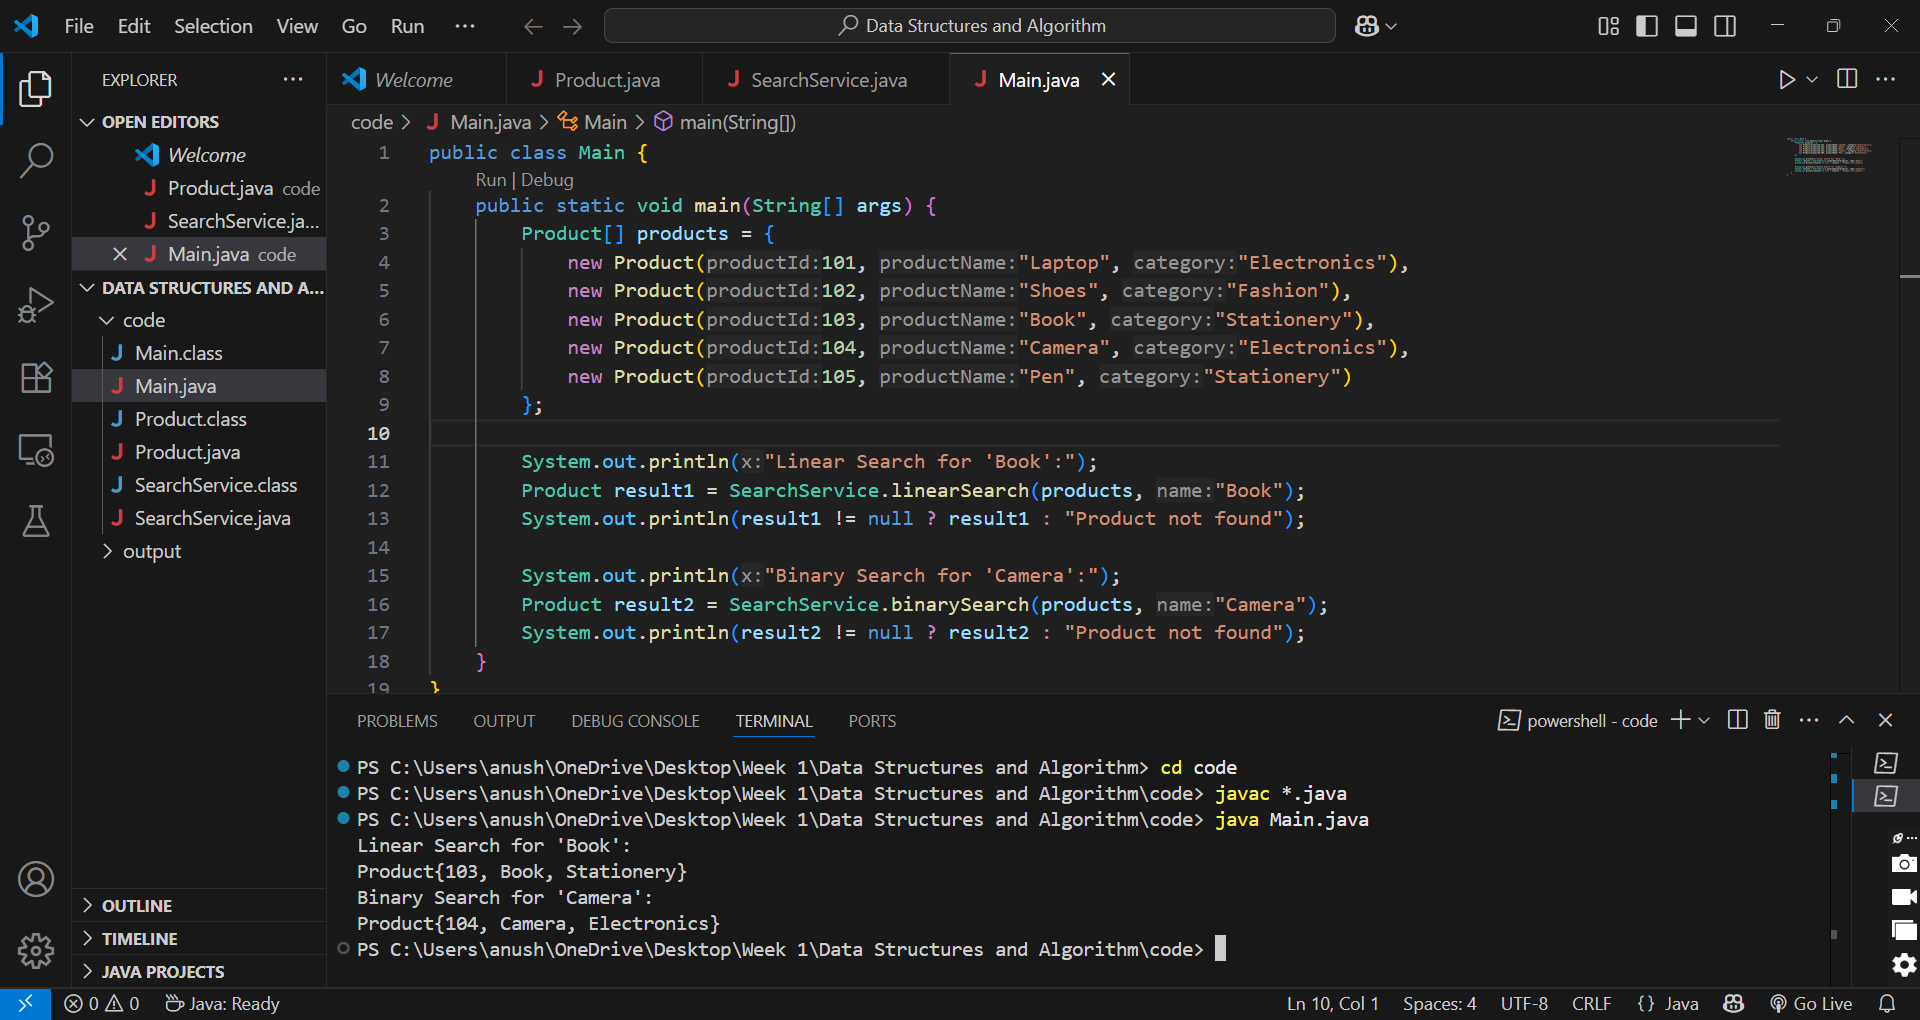 File Edit Selection View Go Run ··· Data Structures and Algorithm
EXPLORER ···
OPEN EDITORS
Welcome
Product.java code
SearchService.ja...
Main.java code
DATA STRUCTURES AND A...
code
Main.class
Main.java
Product.class
Product.java
SearchService.class
SearchService.java
output
OUTLINE
TIMELINE
JAVA PROJECTS
Welcome Product.java SearchService.java Main.java
code > Main.java > Main > main(String[])
1 public class Main {
Run | Debug
2 public static void main(String[] args) {
3 Product[] products = {
4 new Product(productId:101, productName:"Laptop", category:"Electronics"),
5 new Product(productId:102, productName:"Shoes", category:"Fashion"),
6 new Product(productId:103, productName:"Book", category:"Stationery"),
7 new Product(productId:104, productName:"Camera", category:"Electronics"),
8 new Product(productId:105, productName:"Pen", category:"Stationery")
9 };
10
11 System.out.println(x:"Linear Search for 'Book':");
12 Product result1 = SearchService.linearSearch(products, name:"Book");
13 System.out.println(result1 != null ? result1 : "Product not found");
14
15 System.out.println(x:"Binary Search for 'Camera':");
16 Product result2 = SearchService.binarySearch(products, name:"Camera");
17 System.out.println(result2 != null ? result2 : "Product not found");
18 }
19 }
PROBLEMS OUTPUT DEBUG CONSOLE TERMINAL PORTS powershell - code
PS C:\Users\anush\OneDrive\Desktop\Week 1\Data Structures and Algorithm> cd code
PS C:\Users\anush\OneDrive\Desktop\Week 1\Data Structures and Algorithm\code> javac *.java
PS C:\Users\anush\OneDrive\Desktop\Week 1\Data Structures and Algorithm\code> java Main.java
Linear Search for 'Book':
Product{103, Book, Stationery}
Binary Search for 'Camera':
Product{104, Camera, Electronics}
PS C:\Users\anush\OneDrive\Desktop\Week 1\Data Structures and Algorithm\code>
0 0 Java: Ready Ln 10, Col 1 Spaces: 4 UTF-8 CRLF {} Java Go Live